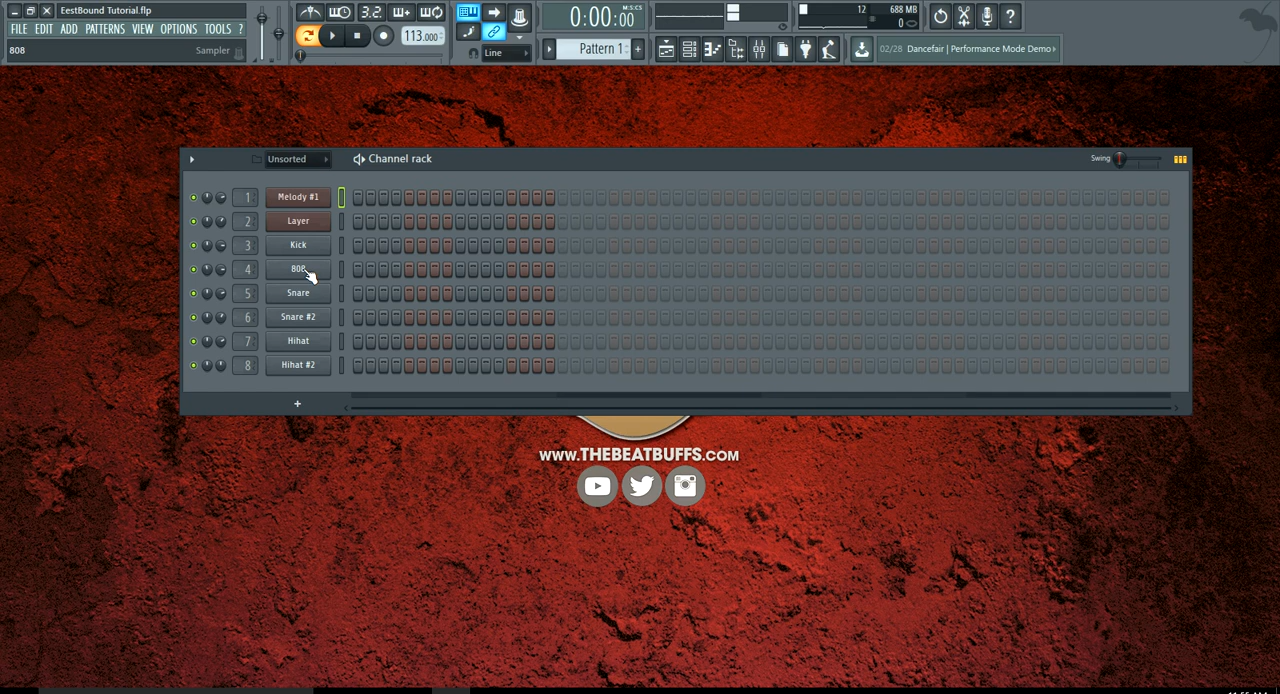 EestBound Tutorial.flp
FILE EDIT ADD PATTERNS VIEW OPTIONS TOOLS ?
808 Sampler
3.2
113.000
Line
0:00:00
M:S:CS
Pattern 1
+
12 688 MB
0
?
02/28 Dancefair | Performance Mode Demo
Unsorted
Channel rack
Swing
1 Melody #1
2 Layer
3 Kick
4 808
5 Snare
6 Snare #2
7 Hihat
8 Hihat #2
+
WWW.THEBEATBUFFS.COM